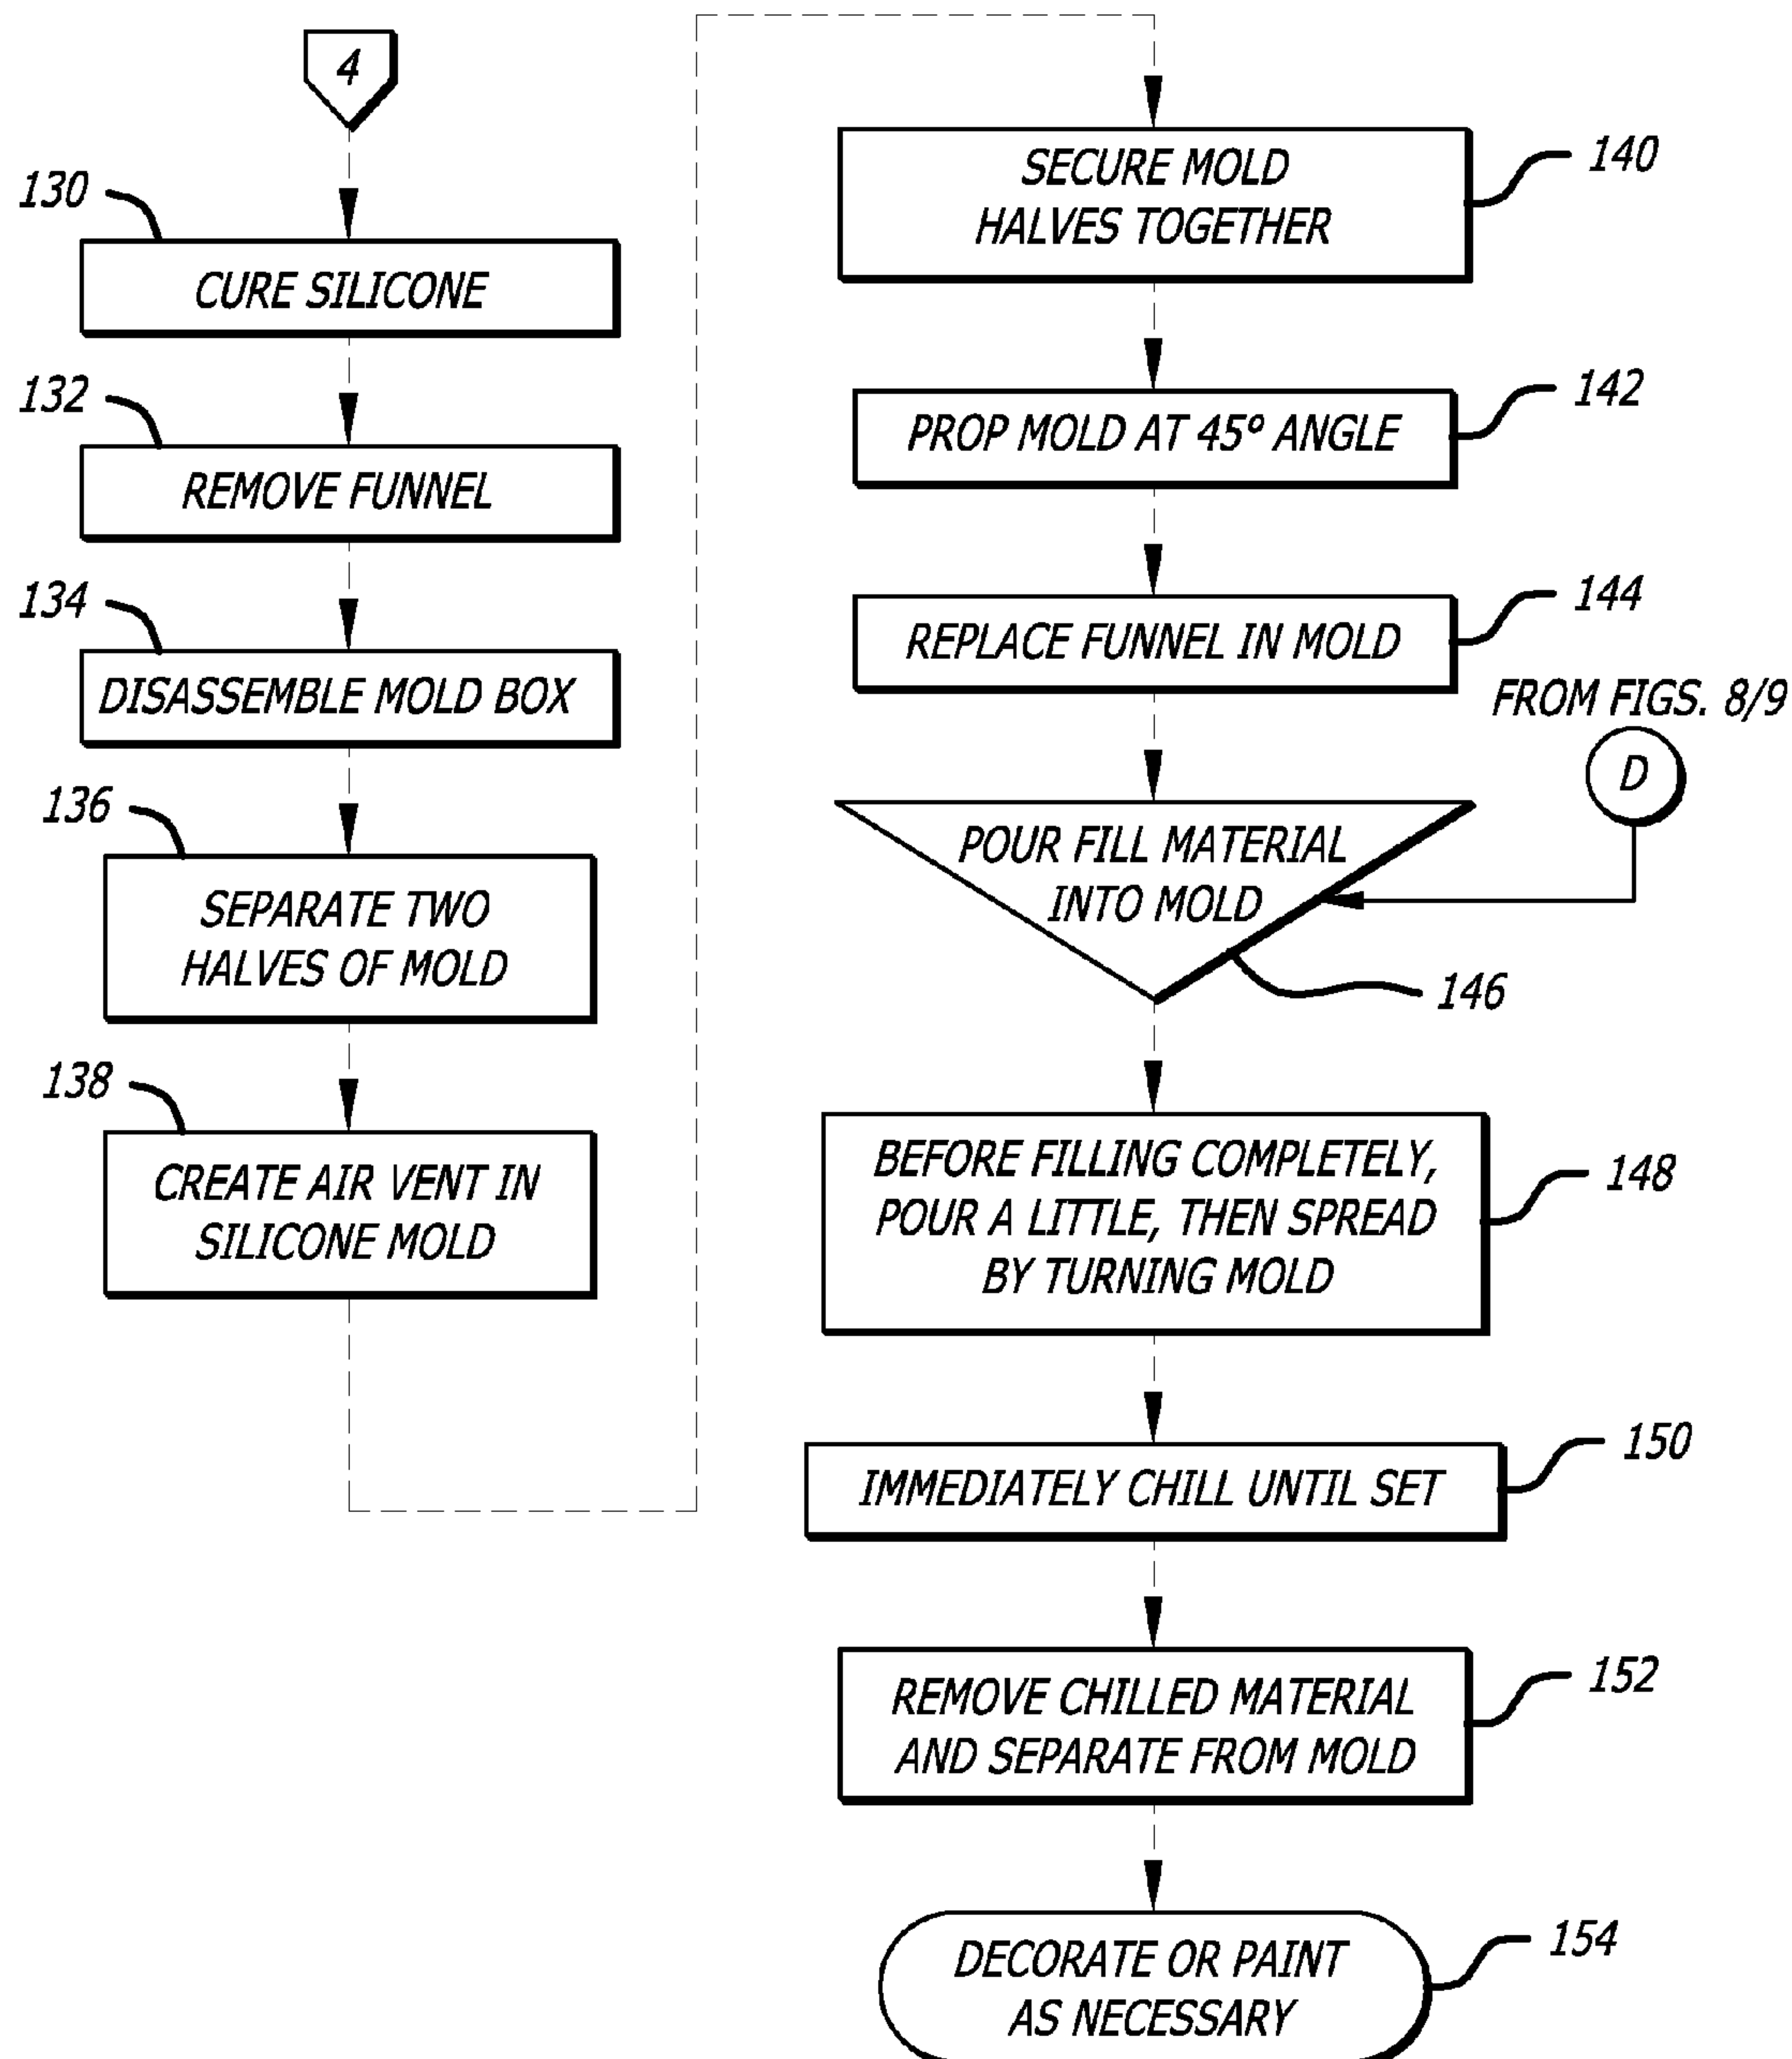 4
130
CURE SILICONE
132
REMOVE FUNNEL
134
DISASSEMBLE MOLD BOX
136
SEPARATE TWO
HALVES OF MOLD
138
CREATE AIR VENT IN
SILICONE MOLD
SECURE MOLD
HALVES TOGETHER
140
PROP MOLD AT 45º ANGLE
142
REPLACE FUNNEL IN MOLD
144
FROM FIGS. 8/9
D
POUR FILL MATERIAL
INTO MOLD
146
BEFORE FILLING COMPLETELY,
POUR A LITTLE, THEN SPREAD
BY TURNING MOLD
148
IMMEDIATELY CHILL UNTIL SET
150
REMOVE CHILLED MATERIAL
AND SEPARATE FROM MOLD
152
DECORATE OR PAINT
AS NECESSARY
154